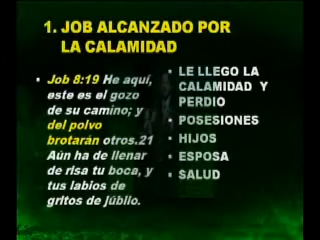 1. JOB ALCANZADO POR
LA CALAMIDAD
▪ Job 8:19 He aquí,
este es el gozo
de su camino; y
del polvo
brotarán otros.21
Aún ha de llenar
de risa tu boca, y
tus labios de
gritos de júbilo.
▪ LE LLEGO LA
CALAMIDAD Y
PERDIO
▪ POSESIONES
▪ HIJOS
▪ ESPOSA
▪ SALUD